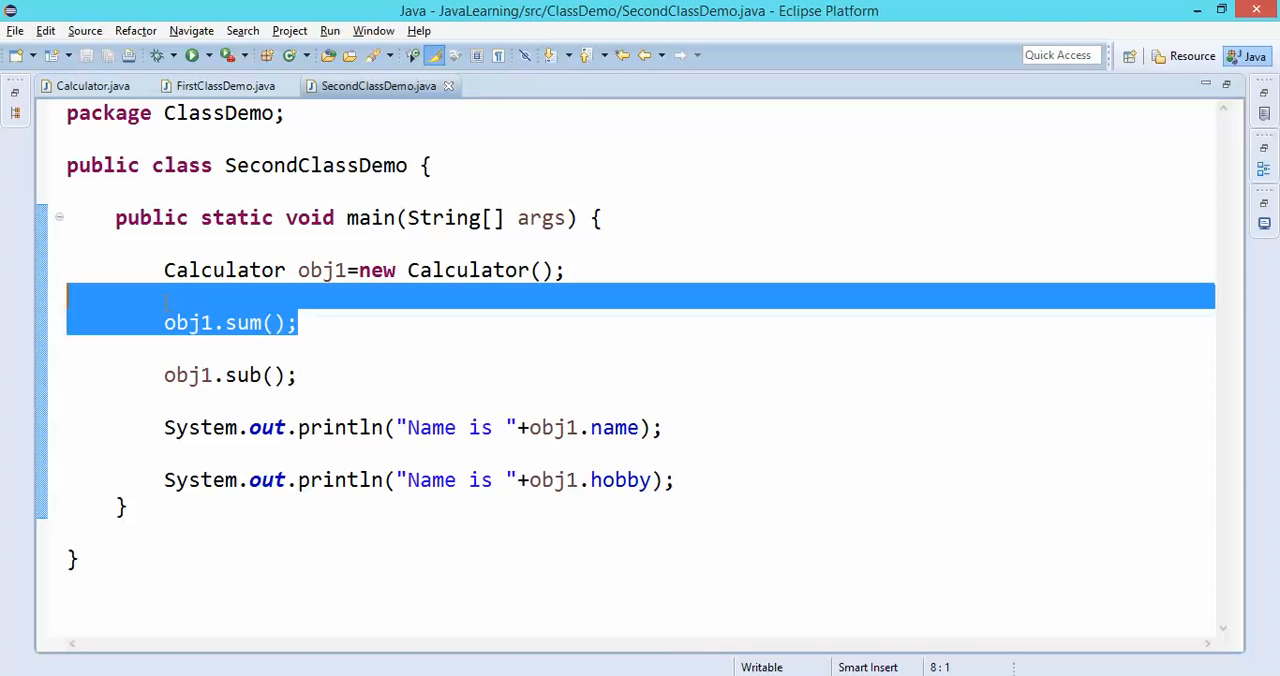 Java - JavaLearning/src/ClassDemo/SecondClassDemo.java - Eclipse Platform
File Edit Source Refactor Navigate Search Project Run Window Help
Quick Access Resource Java
Calculator.java FirstClassDemo.java SecondClassDemo.java
package ClassDemo;
public class SecondClassDemo {
public static void main(String[] args) {
Calculator obj1=new Calculator();
obj1.sum();
obj1.sub();
System.out.println("Name is "+obj1.name);
System.out.println("Name is "+obj1.hobby);
}
}
Writable Smart Insert 8 : 1